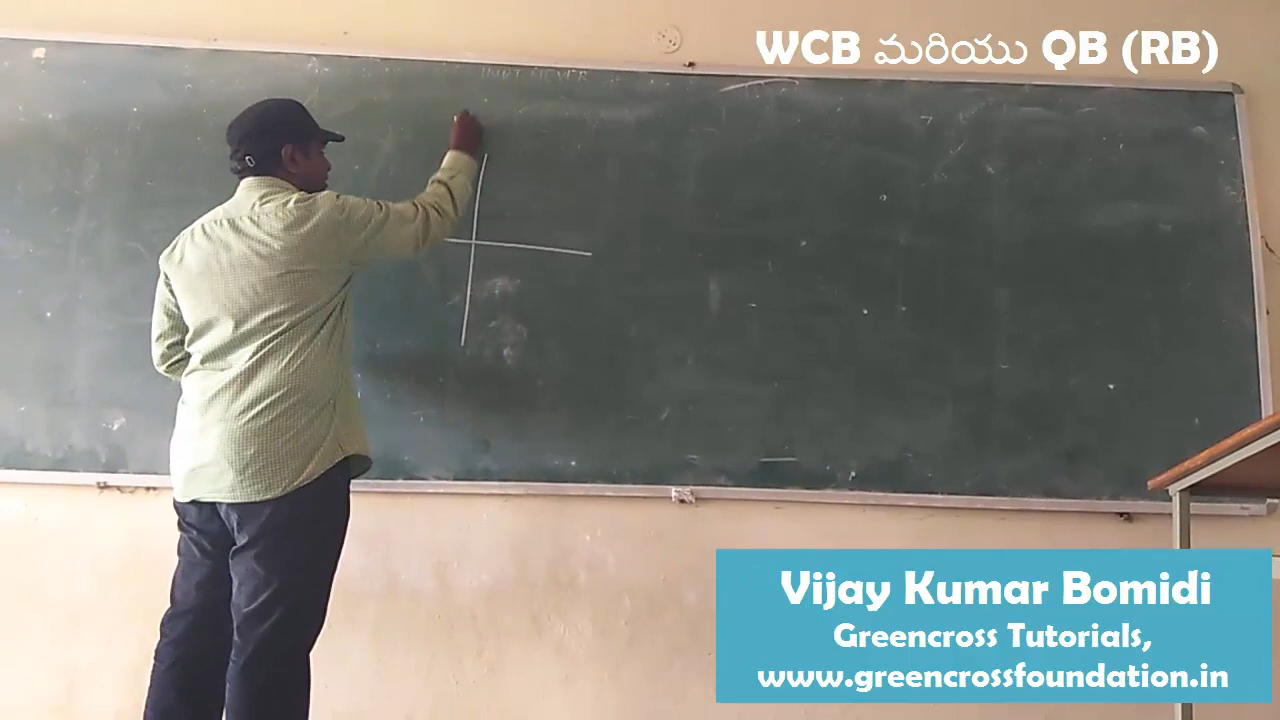 WCB మరియు QB (RB)
Vijay Kumar Bomidi
Greencross Tutorials,
www.greencrossfoundation.in